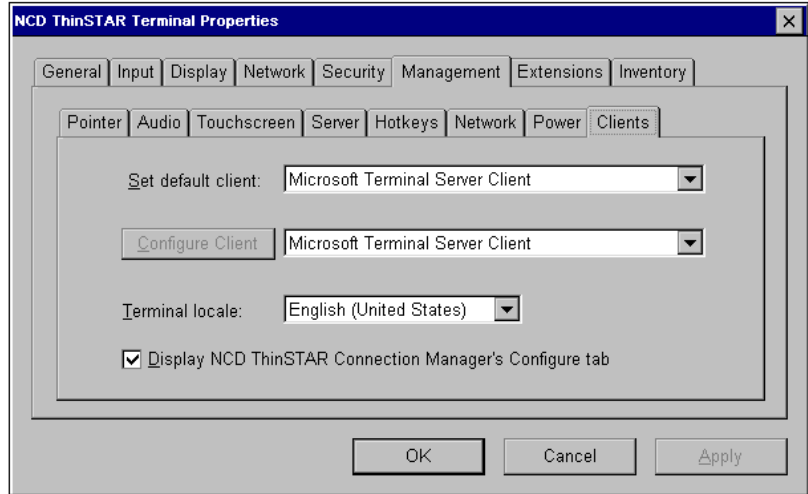 NCD ThinSTAR Terminal Properties
General Input Display Network Security Management Extensions Inventory
Pointer Audio Touchscreen Server Hotkeys Network Power Clients
Set default client: Microsoft Terminal Server Client
Configure Client Microsoft Terminal Server Client
Terminal locale: English (United States)
Display NCD ThinSTAR Connection Manager's Configure tab
OK Cancel Apply